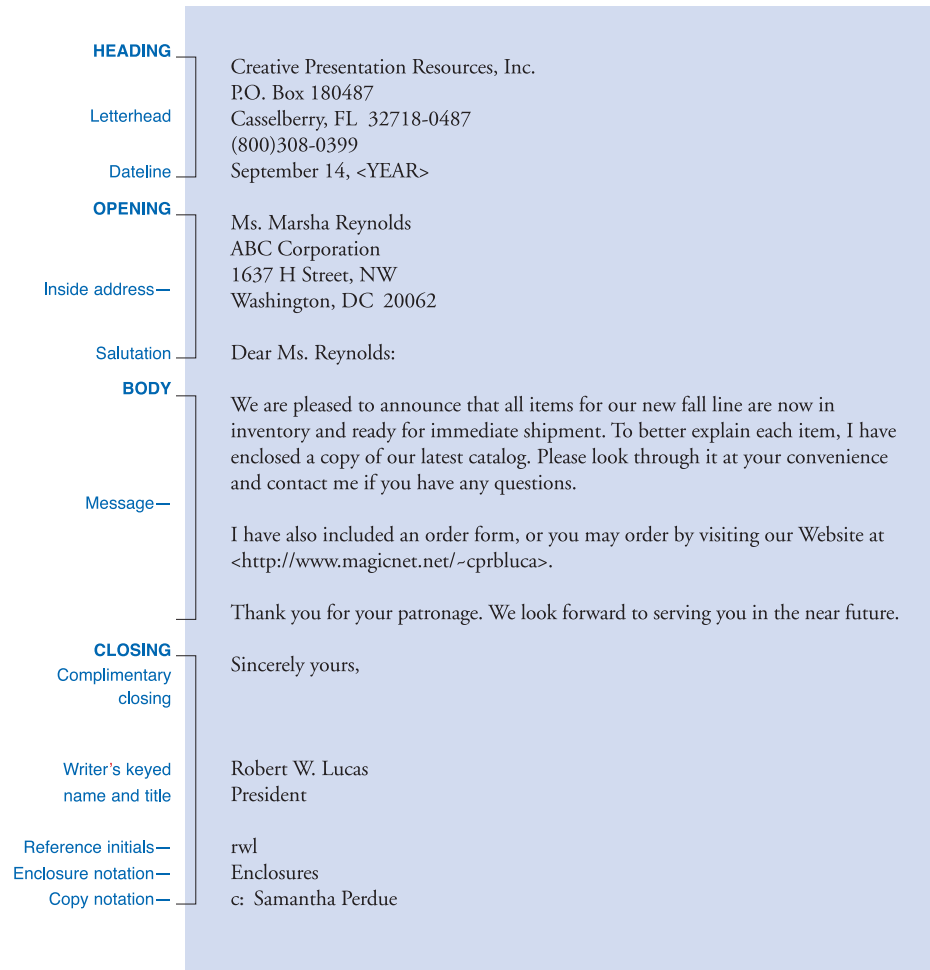 HEADING
Creative Presentation Resources, Inc.
P.O. Box 180487
Letterhead
Casselberry, FL 32718-0487
(800)308-0399
Dateline
September 14, <YEAR>
OPENING
Ms. Marsha Reynolds
ABC Corporation
1637 H Street, NW
Inside address
Washington, DC 20062
Salutation
Dear Ms. Reynolds:
BODY
We are pleased to announce that all items for our new fall line are now in
inventory and ready for immediate shipment. To better explain each item, I have
enclosed a copy of our latest catalog. Please look through it at your convenience
and contact me if you have any questions.
Message
I have also included an order form, or you may order by visiting our Website at
<http://www.magicnet.net/~cprbluca>.
Thank you for your patronage. We look forward to serving you in the near future.
CLOSING
Complimentary
closing
Sincerely yours,
Writer's keyed
name and title
Robert W. Lucas
President
Reference initials
rwl
Enclosure notation
Enclosures
Copy notation
c: Samantha Perdue